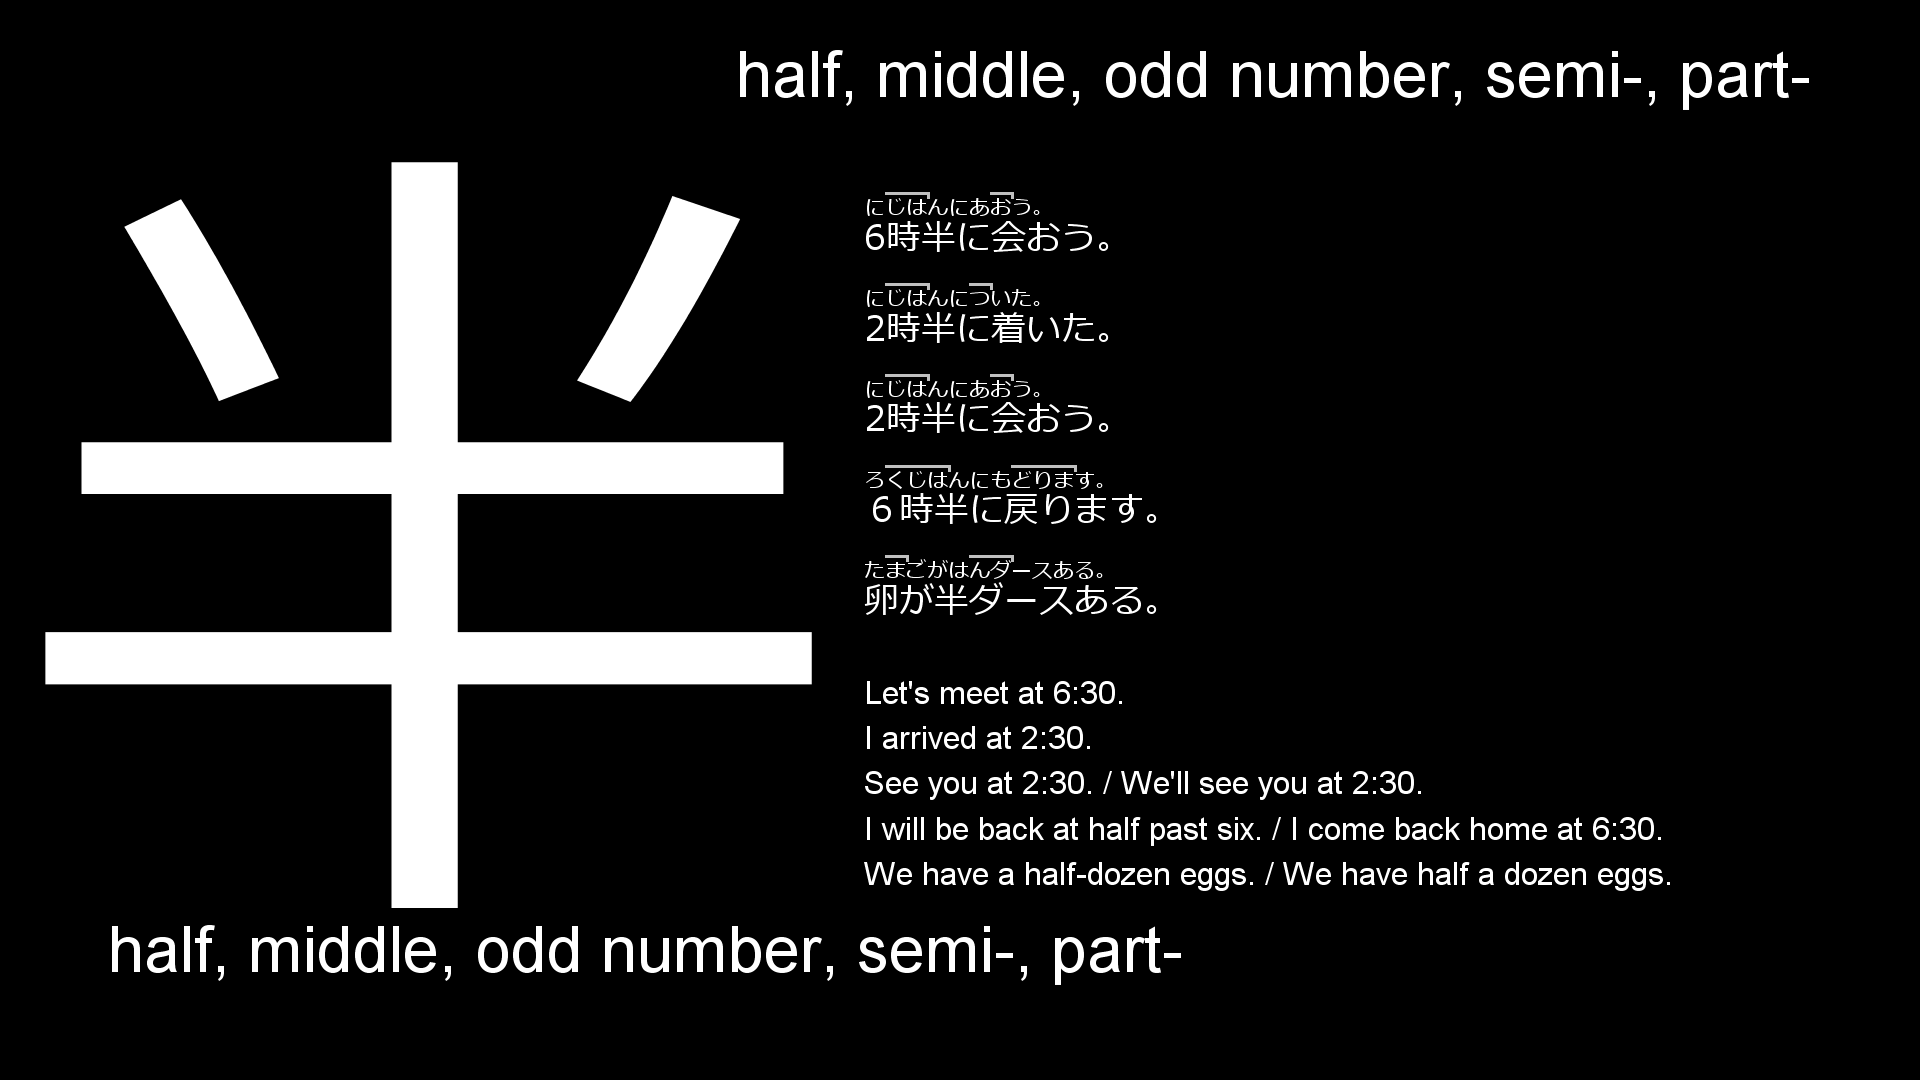 half, middle, odd number, semi-, part-
半
にじはんにあおう。
6時半に会おう。
にじはんについた。
2時半に着いた。
にじはんにあおう。
2時半に会おう。
ろくじはんにもどります。
６時半に戻ります。
たまごがはんダースある。
卵が半ダースある。
Let's meet at 6:30.
I arrived at 2:30.
See you at 2:30. / We'll see you at 2:30.
I will be back at half past six. / I come back home at 6:30.
We have a half-dozen eggs. / We have half a dozen eggs.
half, middle, odd number, semi-, part-